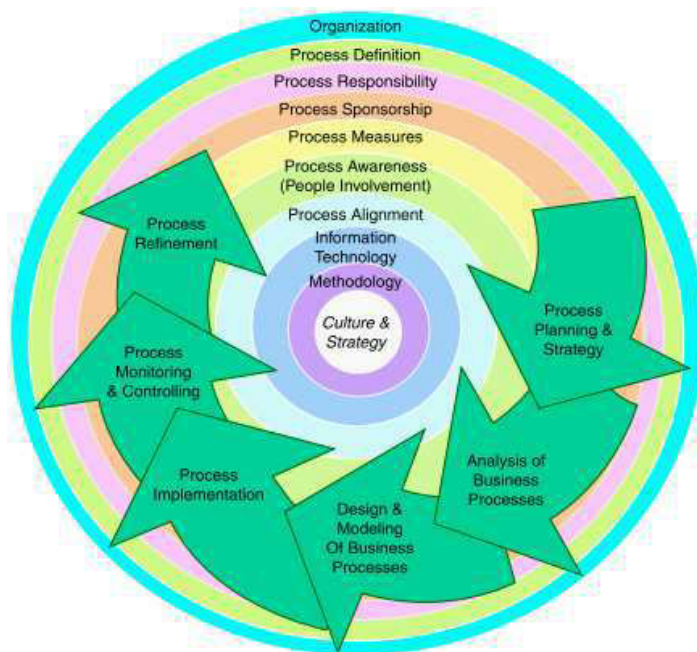 Organization
Process Definition
Process Responsibility
Process Sponsorship
Process Measures
Process Awareness
(People Involvement)
Process Alignment
Information
Technology
Methodology
Culture &
Strategy
Process
Planning &
Strategy
Analysis of
Business
Processes
Design &
Modeling
Of Business
Processes
Process
Implementation
Process
Monitoring
& Controlling
Process
Refinement